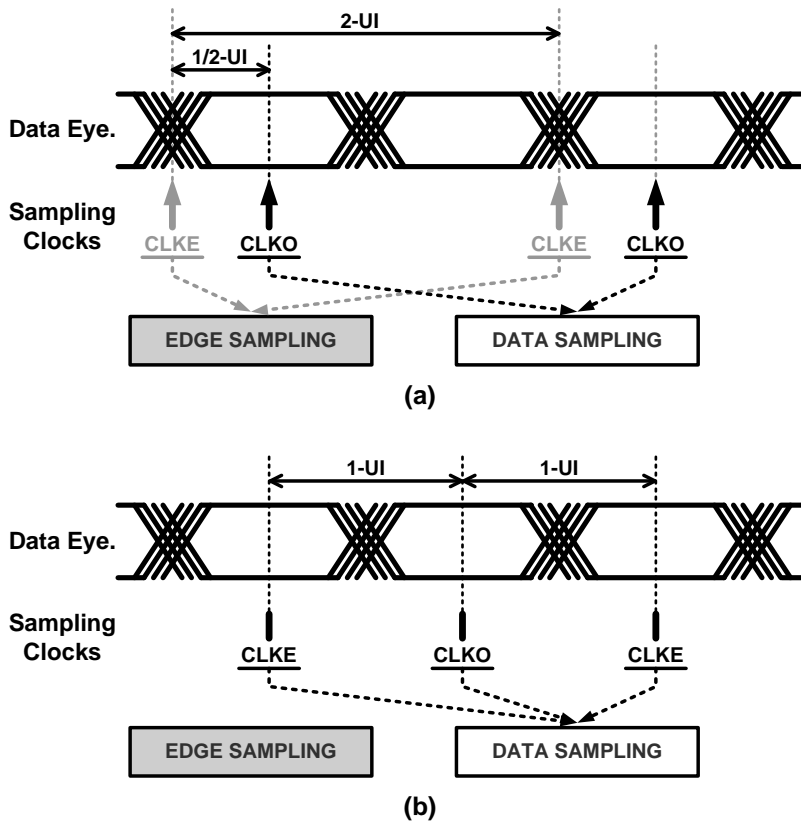 2-UI
1/2-UI
Data Eye.
Sampling
Clocks
CLKE CLKO CLKE CLKO
EDGE SAMPLING DATA SAMPLING
(a)
1-UI 1-UI
Data Eye.
Sampling
Clocks
CLKE CLKO CLKE
EDGE SAMPLING DATA SAMPLING
(b)